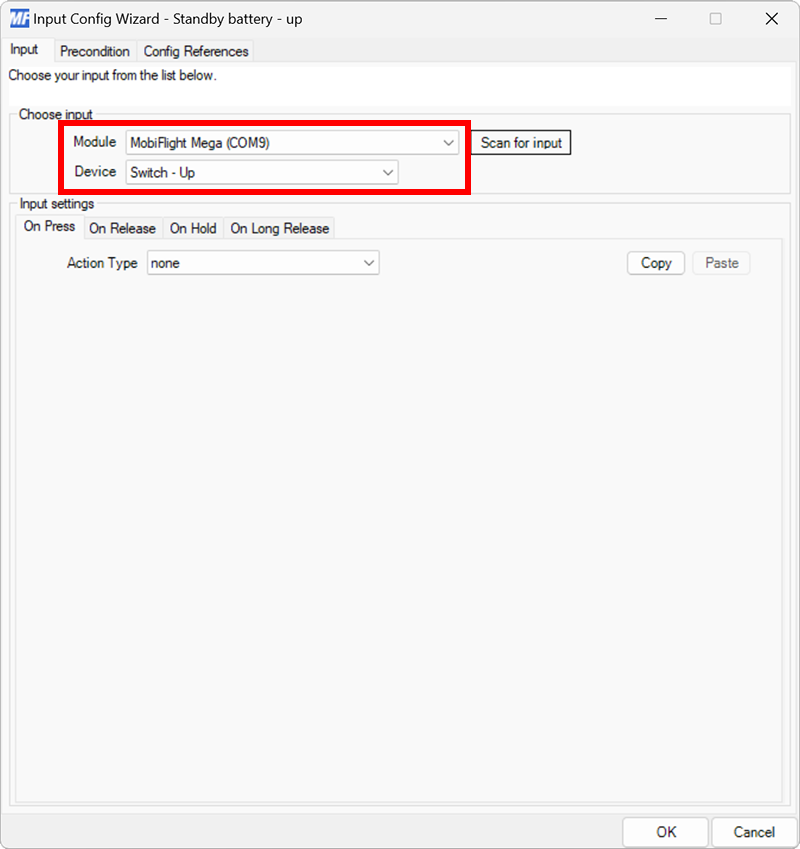 MF Input Config Wizard - Standby battery - up
Input Precondition Config References
Choose your input from the list below.
Choose input
Module MobiFlight Mega (COM9) Scan for input
Device Switch - Up
Input settings
On Press On Release On Hold On Long Release
Action Type none Copy Paste
OK Cancel